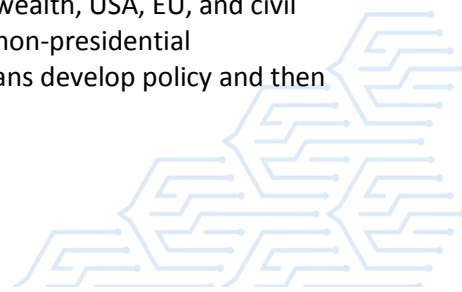 wealth, USA, EU, and civil
non-presidential
ans develop policy and then